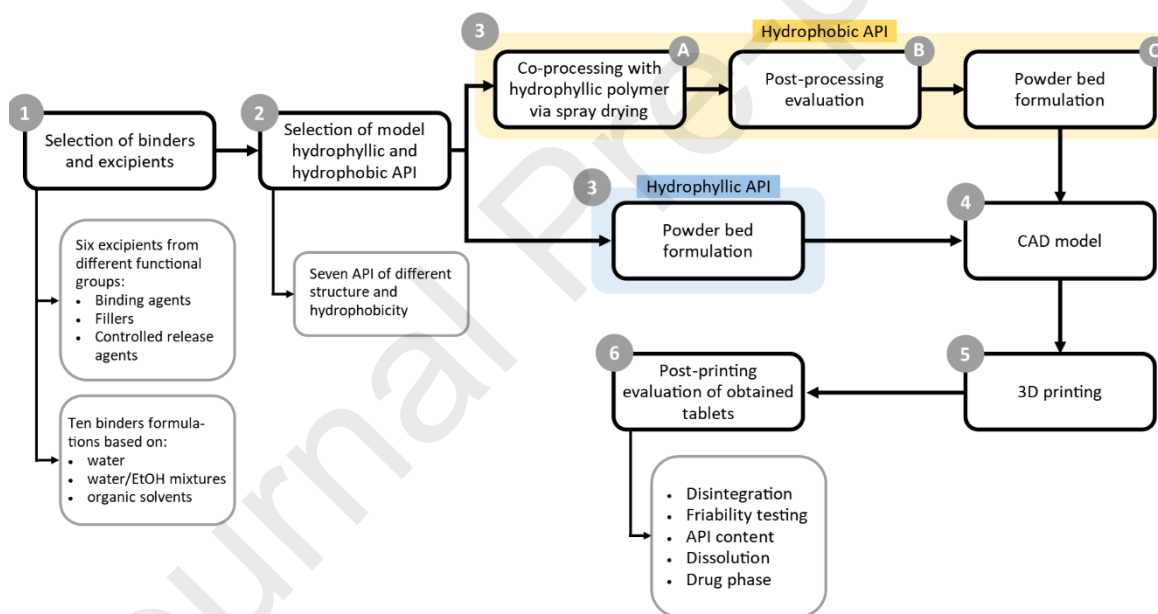 3
Hydrophobic API
A
Co-processing with
hydrophyllic polymer
via spray drying
B
Post-processing
evaluation
C
Powder bed
formulation
1
Selection of binders
and excipients
2
Selection of model
hydrophyllic and
hydrophobic API
3
Hydrophyllic API
Powder bed
formulation
4
CAD model
Six excipients from
different functional
groups:
• Binding agents
• Fillers
• Controlled release
agents
Seven API of different
structure and
hydrophobicity
Ten binders formula-
tions based on:
• water
• water/EtOH mixtures
• organic solvents
6
Post-printing
evaluation of obtained
tablets
5
3D printing
• Disintegration
• Friability testing
• API content
• Dissolution
• Drug phase
ournal Pre-p